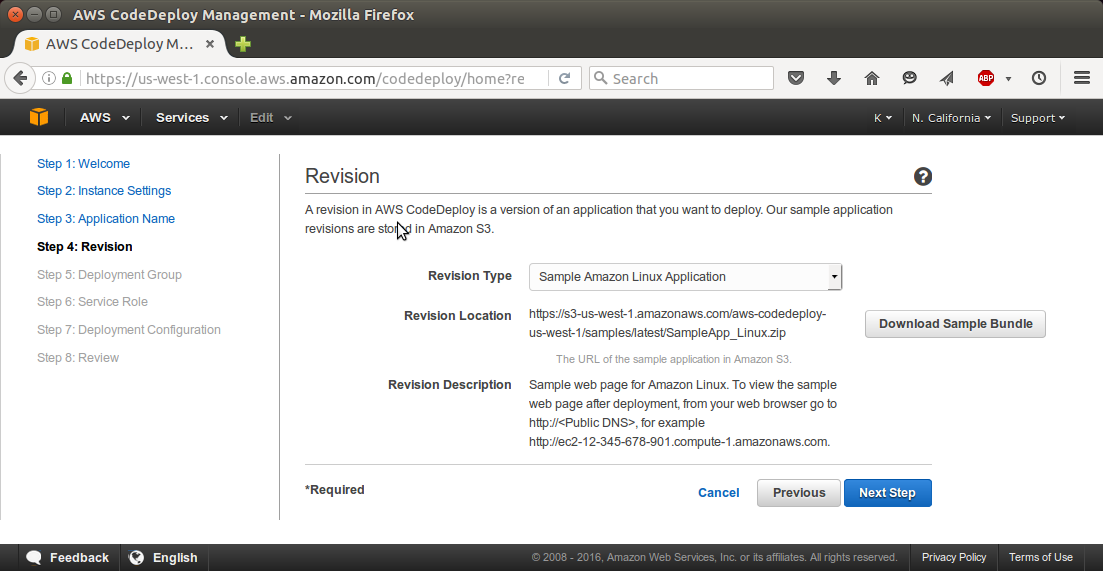 AWS CodeDeploy Management - Mozilla Firefox
AWS CodeDeploy M...
https://us-west-1.console.aws.amazon.com/codedeploy/home?re
Search
ABP
AWS Services Edit K N. California Support
Step 1: Welcome
Step 2: Instance Settings
Step 3: Application Name
Step 4: Revision
Step 5: Deployment Group
Step 6: Service Role
Step 7: Deployment Configuration
Step 8: Review
Revision ?
A revision in AWS CodeDeploy is a version of an application that you want to deploy. Our sample application
revisions are stored in Amazon S3.
Revision Type Sample Amazon Linux Application
Revision Location https://s3-us-west-1.amazonaws.com/aws-codedeploy-
us-west-1/samples/latest/SampleApp_Linux.zip
Download Sample Bundle
The URL of the sample application in Amazon S3.
Revision Description Sample web page for Amazon Linux. To view the sample
web page after deployment, from your web browser go to
http://<Public DNS>, for example
http://ec2-12-345-678-901.compute-1.amazonaws.com.
*Required Cancel Previous Next Step
Feedback English © 2008 - 2016, Amazon Web Services, Inc. or its affiliates. All rights reserved. Privacy Policy Terms of Use